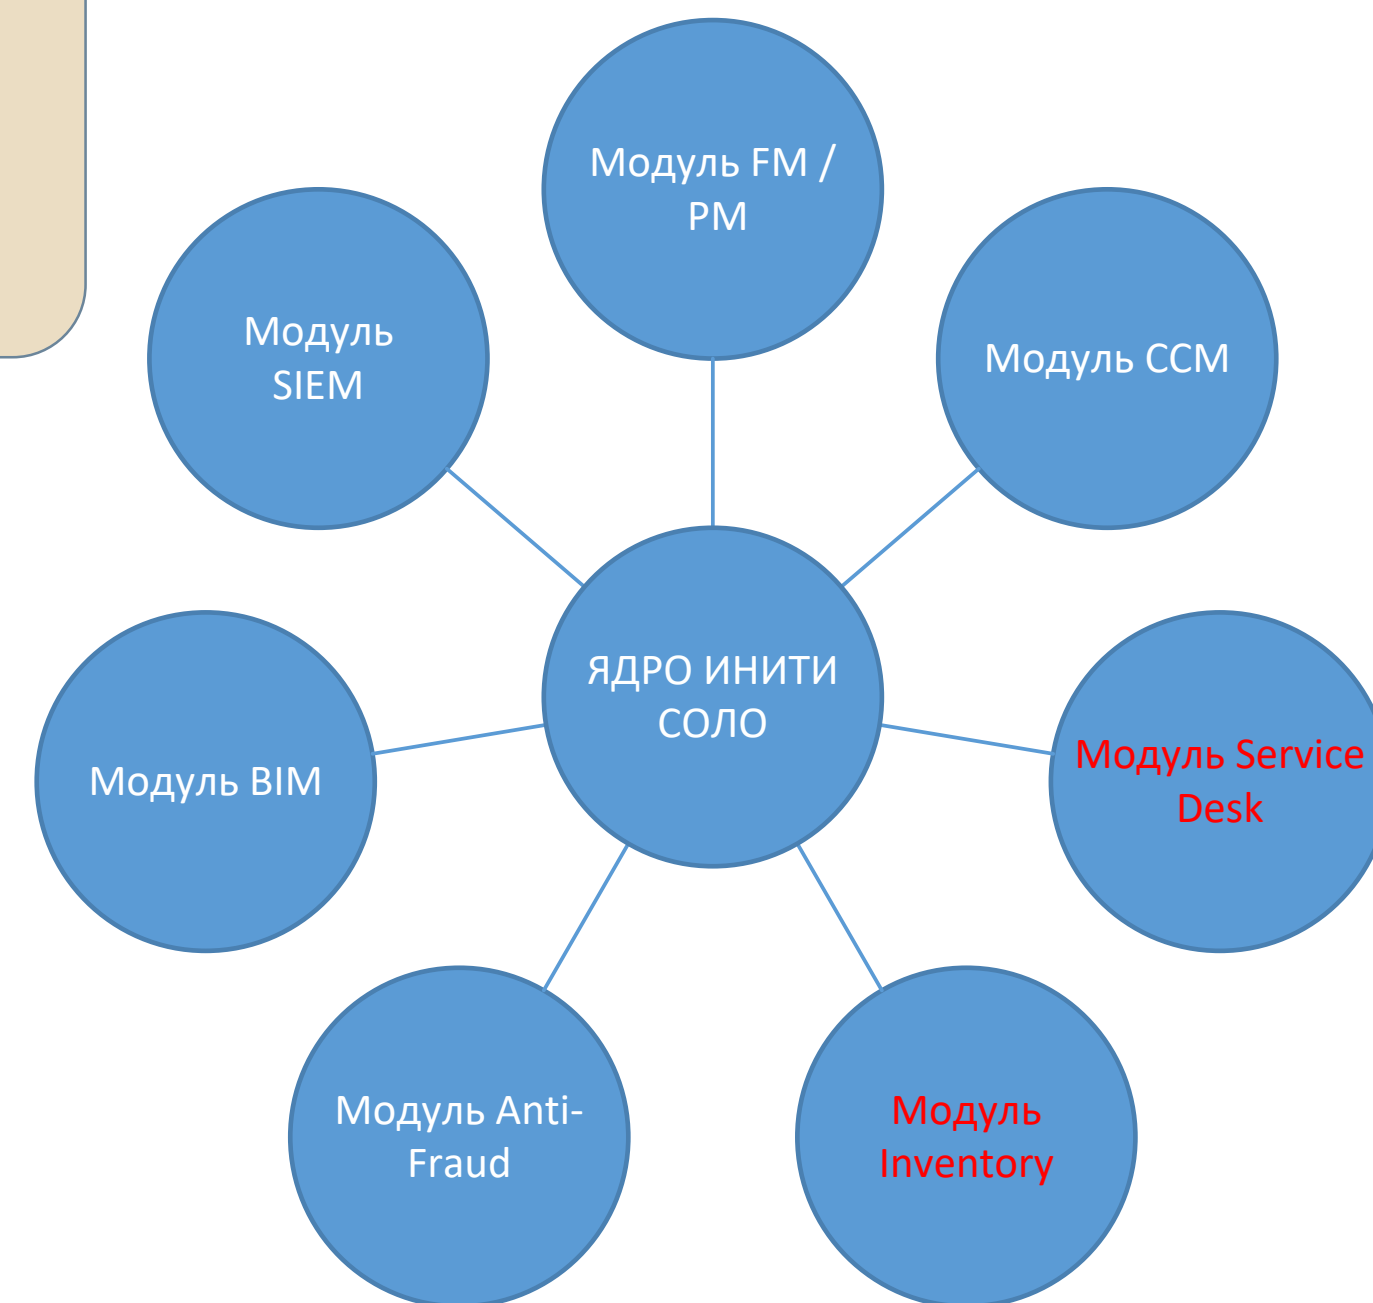 Модуль FM /
PM
Модуль
SIEM
Модуль CCM
ЯДРО ИНИТИ
СОЛО
Модуль Service
Desk
Модуль BIM
Модуль Anti-
Fraud
Модуль
Inventory